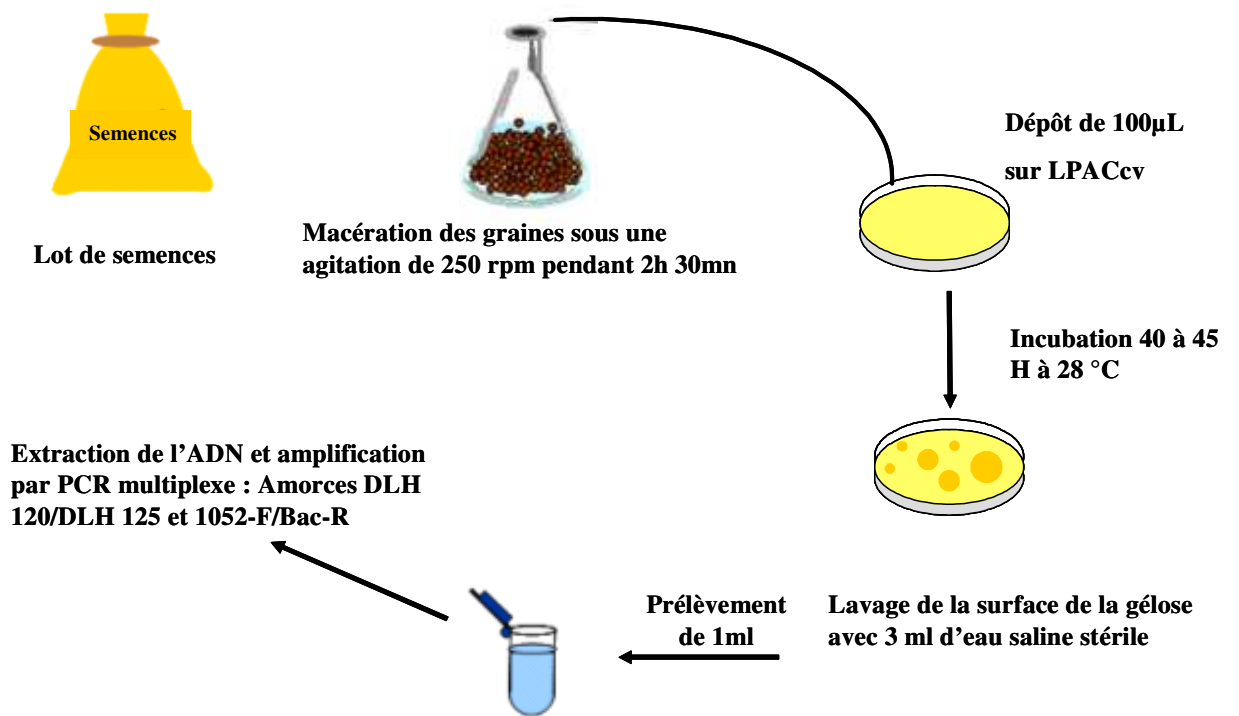 Semences
Lot de semences
Macération des graines sous une
agitation de 250 rpm pendant 2h 30mn
Dépôt de 100µL
sur LPACcv
Incubation 40 à 45
H à 28 °C
Lavage de la surface de la gélose
avec 3 ml d'eau saline stérile
Prélèvement
de 1ml
Extraction de l'ADN et amplification
par PCR multiplexe : Amorces DLH
120/DLH 125 et 1052-F/Bac-R